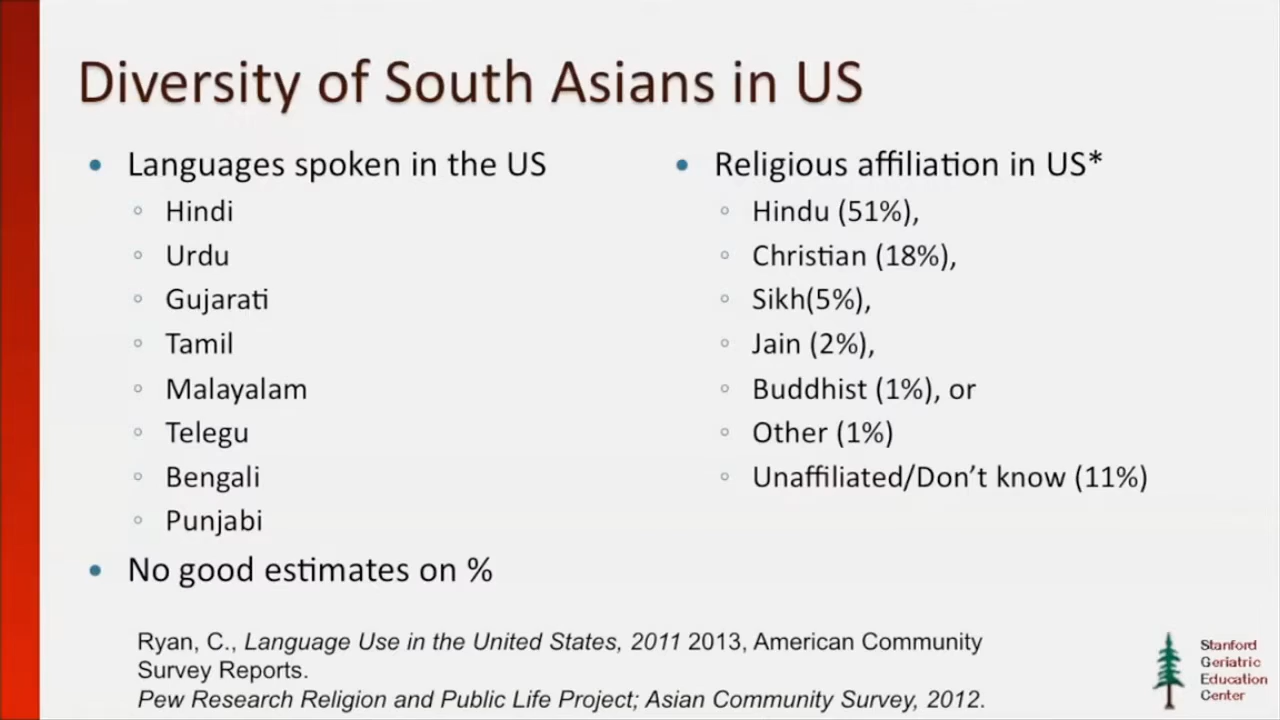 Diversity of South Asians in US
• Languages spoken in the US
◦ Hindi
◦ Urdu
◦ Gujarati
◦ Tamil
◦ Malayalam
◦ Telegu
◦ Bengali
◦ Punjabi
• No good estimates on %
• Religious affiliation in US*
◦ Hindu (51%),
◦ Christian (18%),
◦ Sikh(5%),
◦ Jain (2%),
◦ Buddhist (1%), or
◦ Other (1%)
◦ Unaffiliated/Don’t know (11%)
Ryan, C., Language Use in the United States, 2011 2013, American Community
Survey Reports.
Pew Research Religion and Public Life Project; Asian Community Survey, 2012.
Stanford
Geriatric
Education
Center